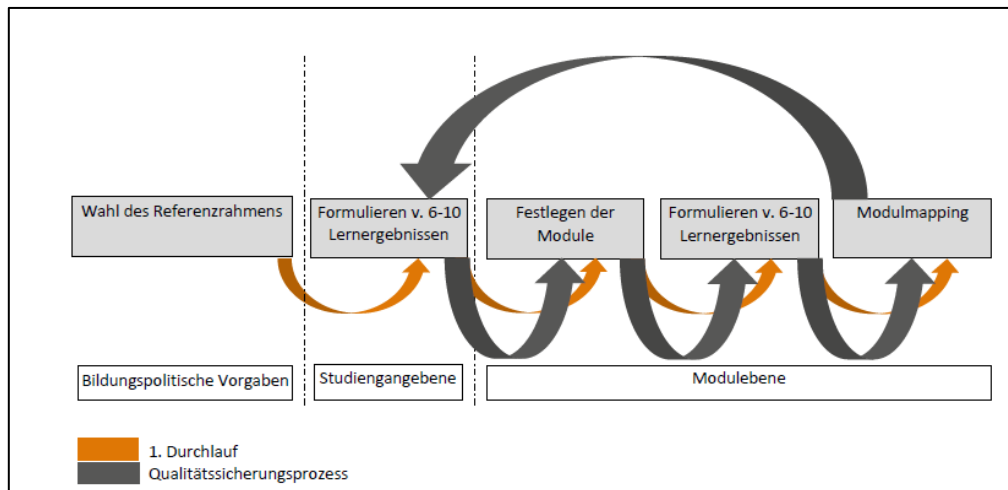 Wahl des Referenzrahmens
Formulieren v. 6-10
Lernergebnissen
Festlegen der
Module
Formulieren v. 6-10
Lernergebnissen
Modulmapping
Bildungspolitische Vorgaben
Studiengangebene
Modulebene
1. Durchlauf
Qualitätssicherungsprozess